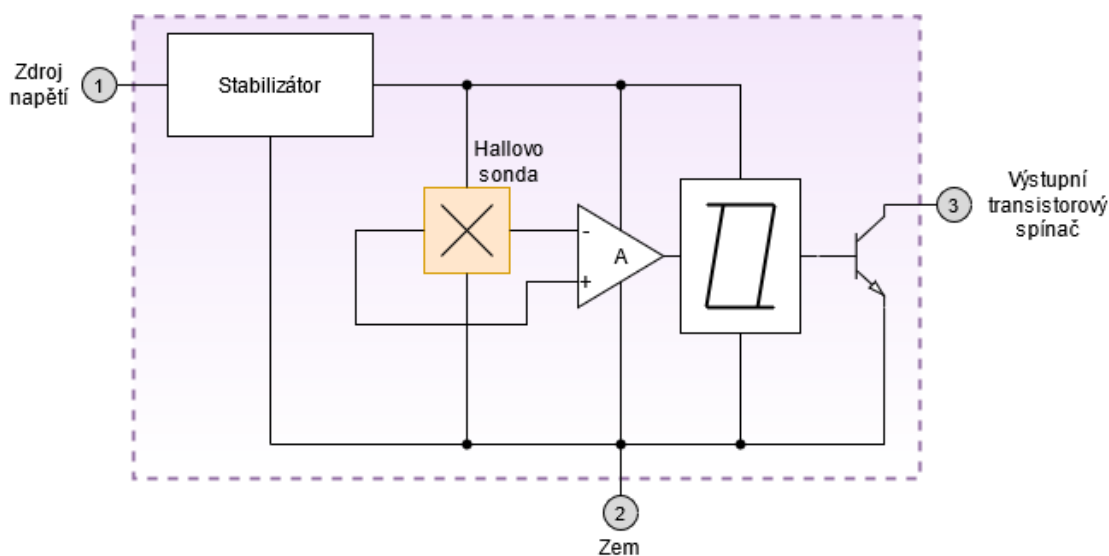 Zdroj
napětí
1
Stabilizátor
Hallovo
sonda
-
+
A
3
Výstupní
transistorový
spínač
2
Zem